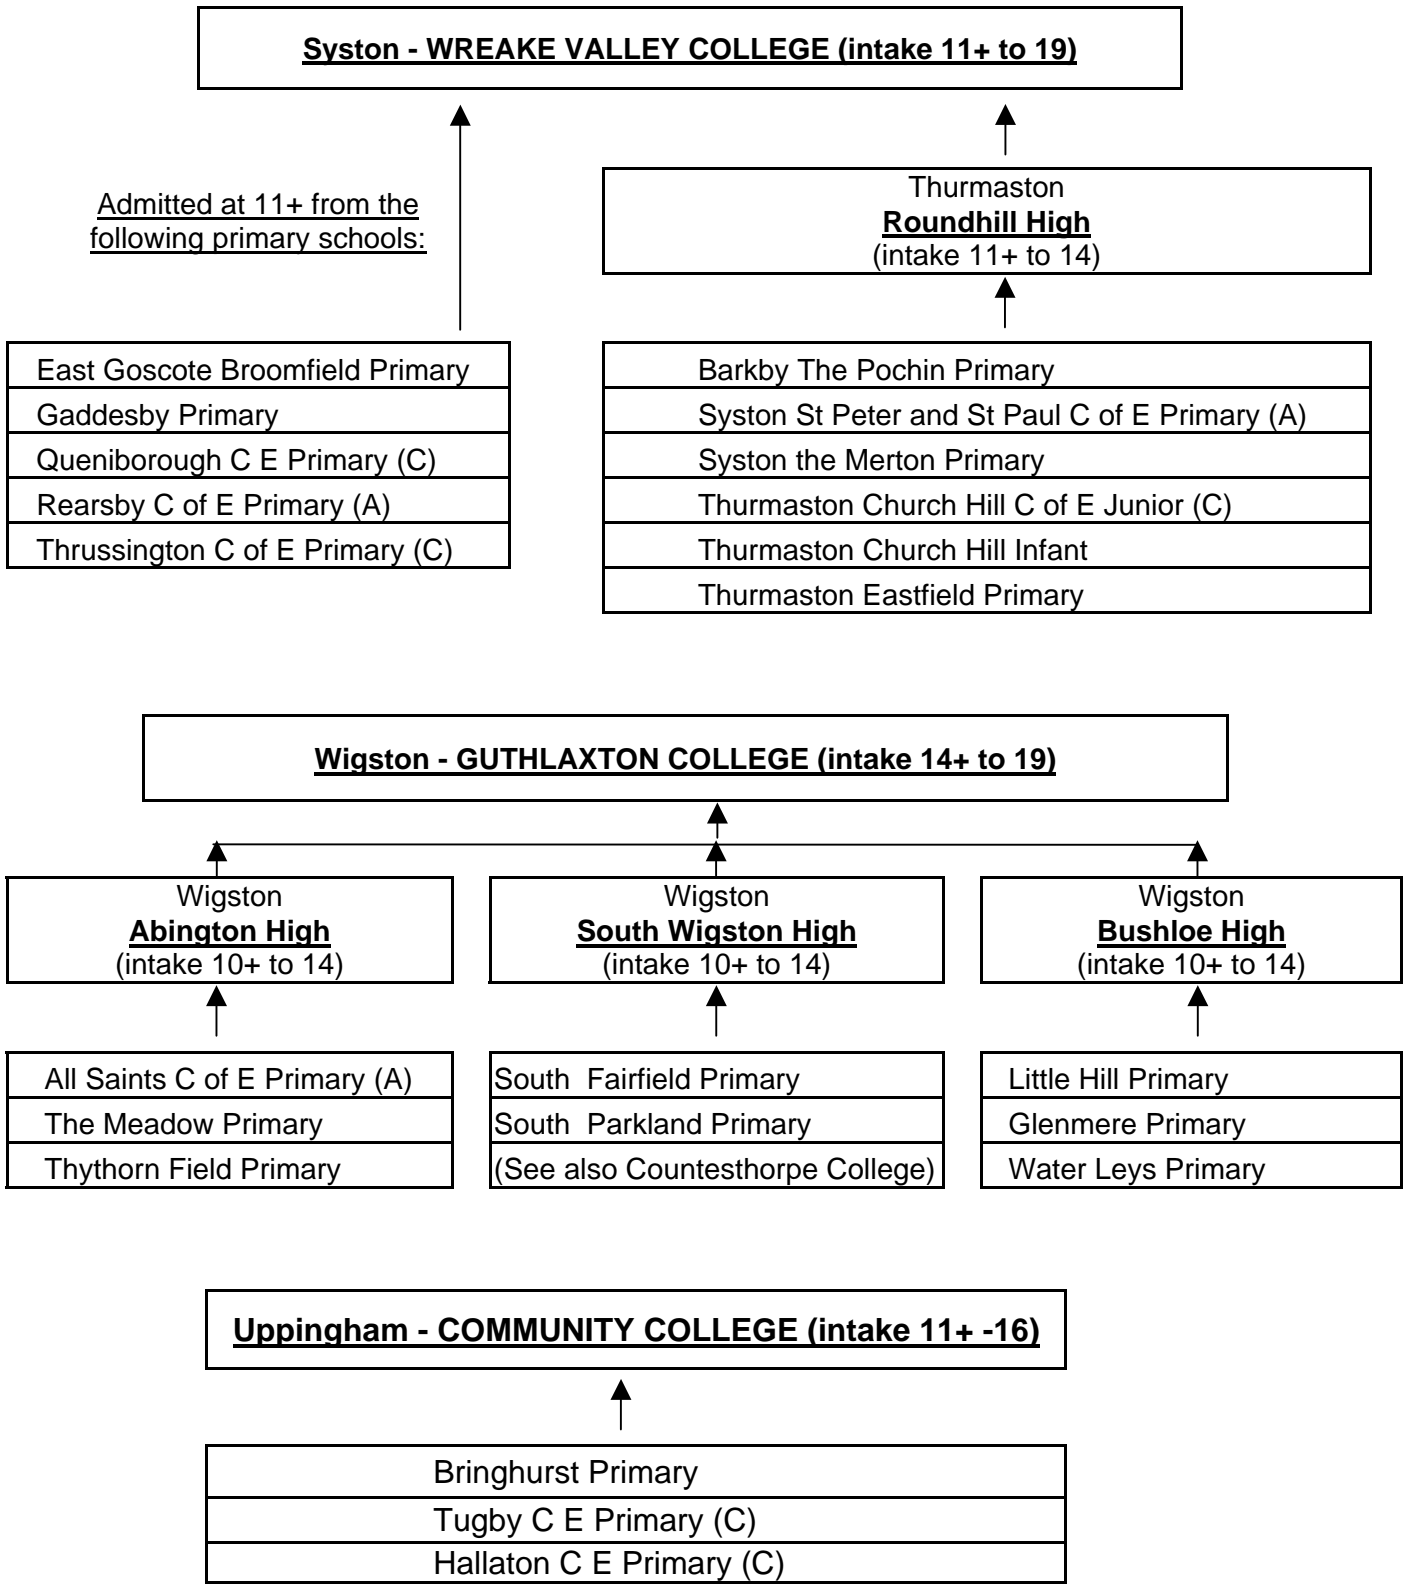 Syston - WREAKE VALLEY COLLEGE (intake 11+ to 19)
Admitted at 11+ from the
following primary schools:
Thurmaston
Roundhill High
(intake 11+ to 14)
East Goscote Broomfield Primary
Gaddesby Primary
Queniborough C E Primary (C)
Rearsby C of E Primary (A)
Thrussington C of E Primary (C)
Barkby The Pochin Primary
Syston St Peter and St Paul C of E Primary (A)
Syston the Merton Primary
Thurmaston Church Hill C of E Junior (C)
Thurmaston Church Hill Infant
Thurmaston Eastfield Primary
Wigston - GUTHLAXTON COLLEGE (intake 14+ to 19)
Wigston
Abington High
(intake 10+ to 14)
Wigston
South Wigston High
(intake 10+ to 14)
Wigston
Bushloe High
(intake 10+ to 14)
All Saints C of E Primary (A)
The Meadow Primary
Thythorn Field Primary
South  Fairfield Primary
South  Parkland Primary
(See also Countesthorpe College)
Little Hill Primary
Glenmere Primary
Water Leys Primary
Uppingham - COMMUNITY COLLEGE (intake 11+ -16)
Bringhurst Primary
Tugby C E Primary (C)
Hallaton C E Primary (C)